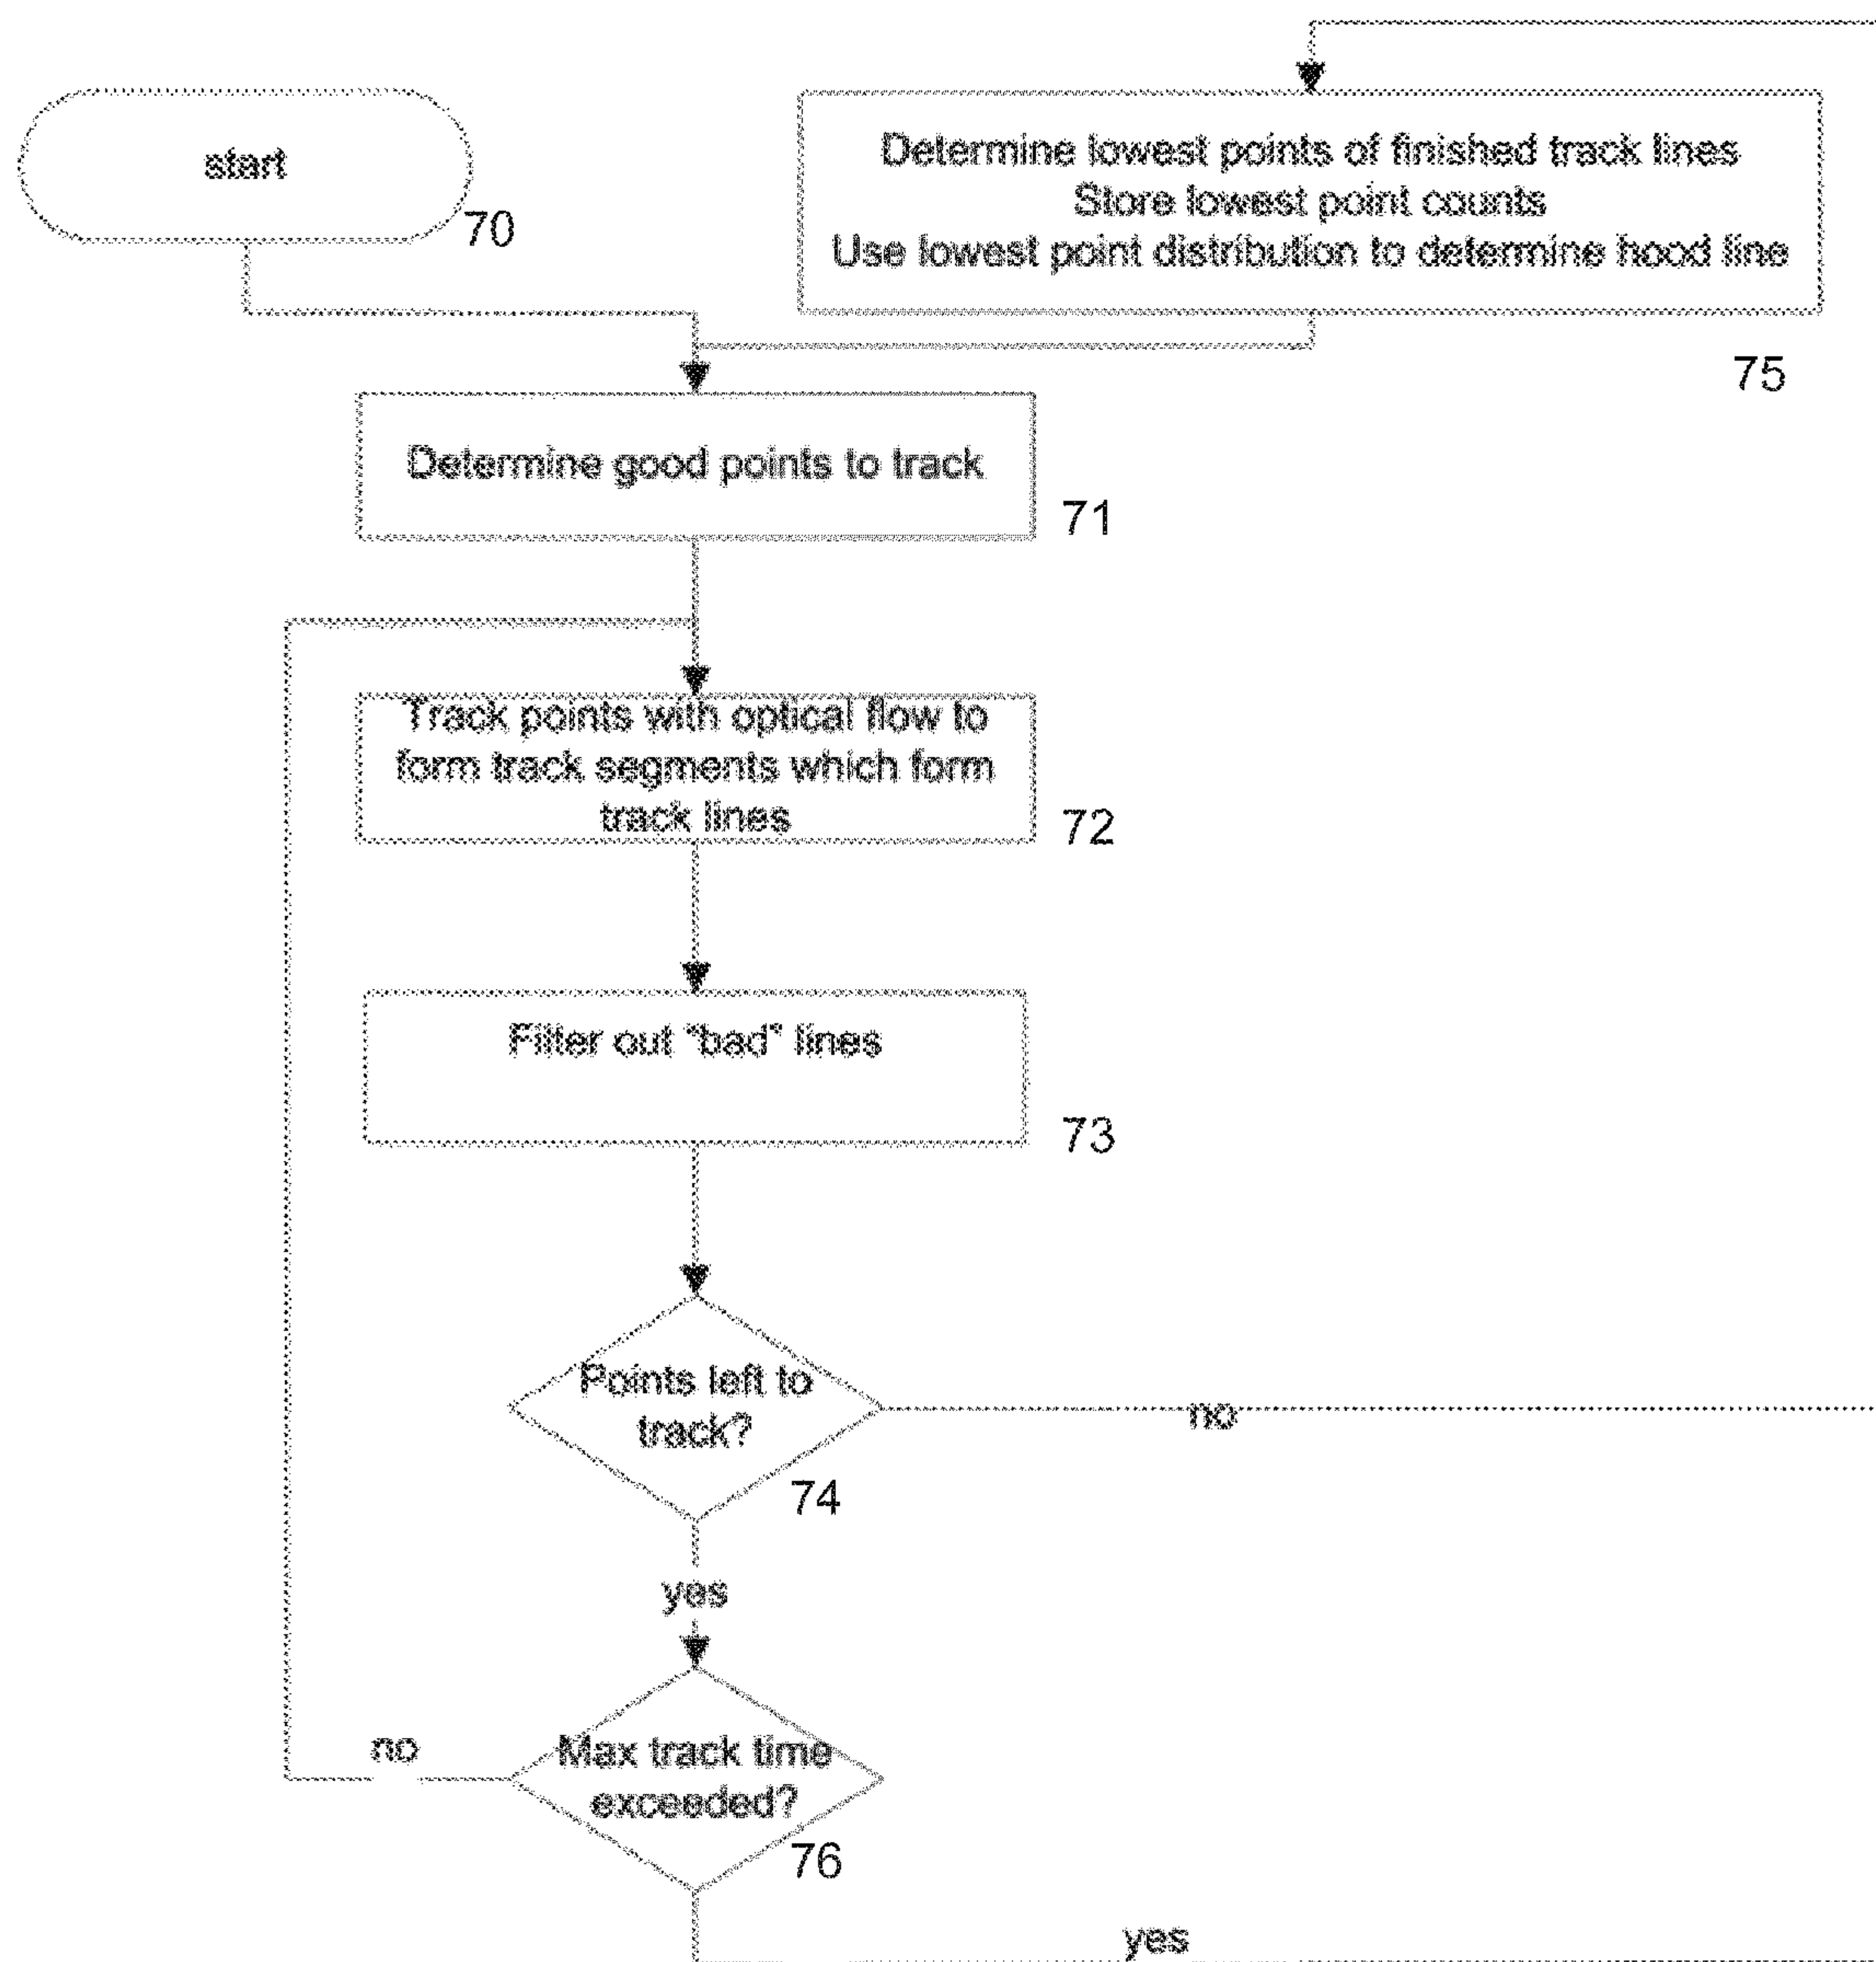 start
70
Determine lowest points of finished track lines
Store lowest point counts
Use lowest point distribution to determine hood line
75
Determine good points to track
71
Track points with optical flow to
form track segments which form
track lines
72
Filter out "bad" lines
73
Points left to
track?
74
no
yes
Max track time
exceeded?
76
no
yes